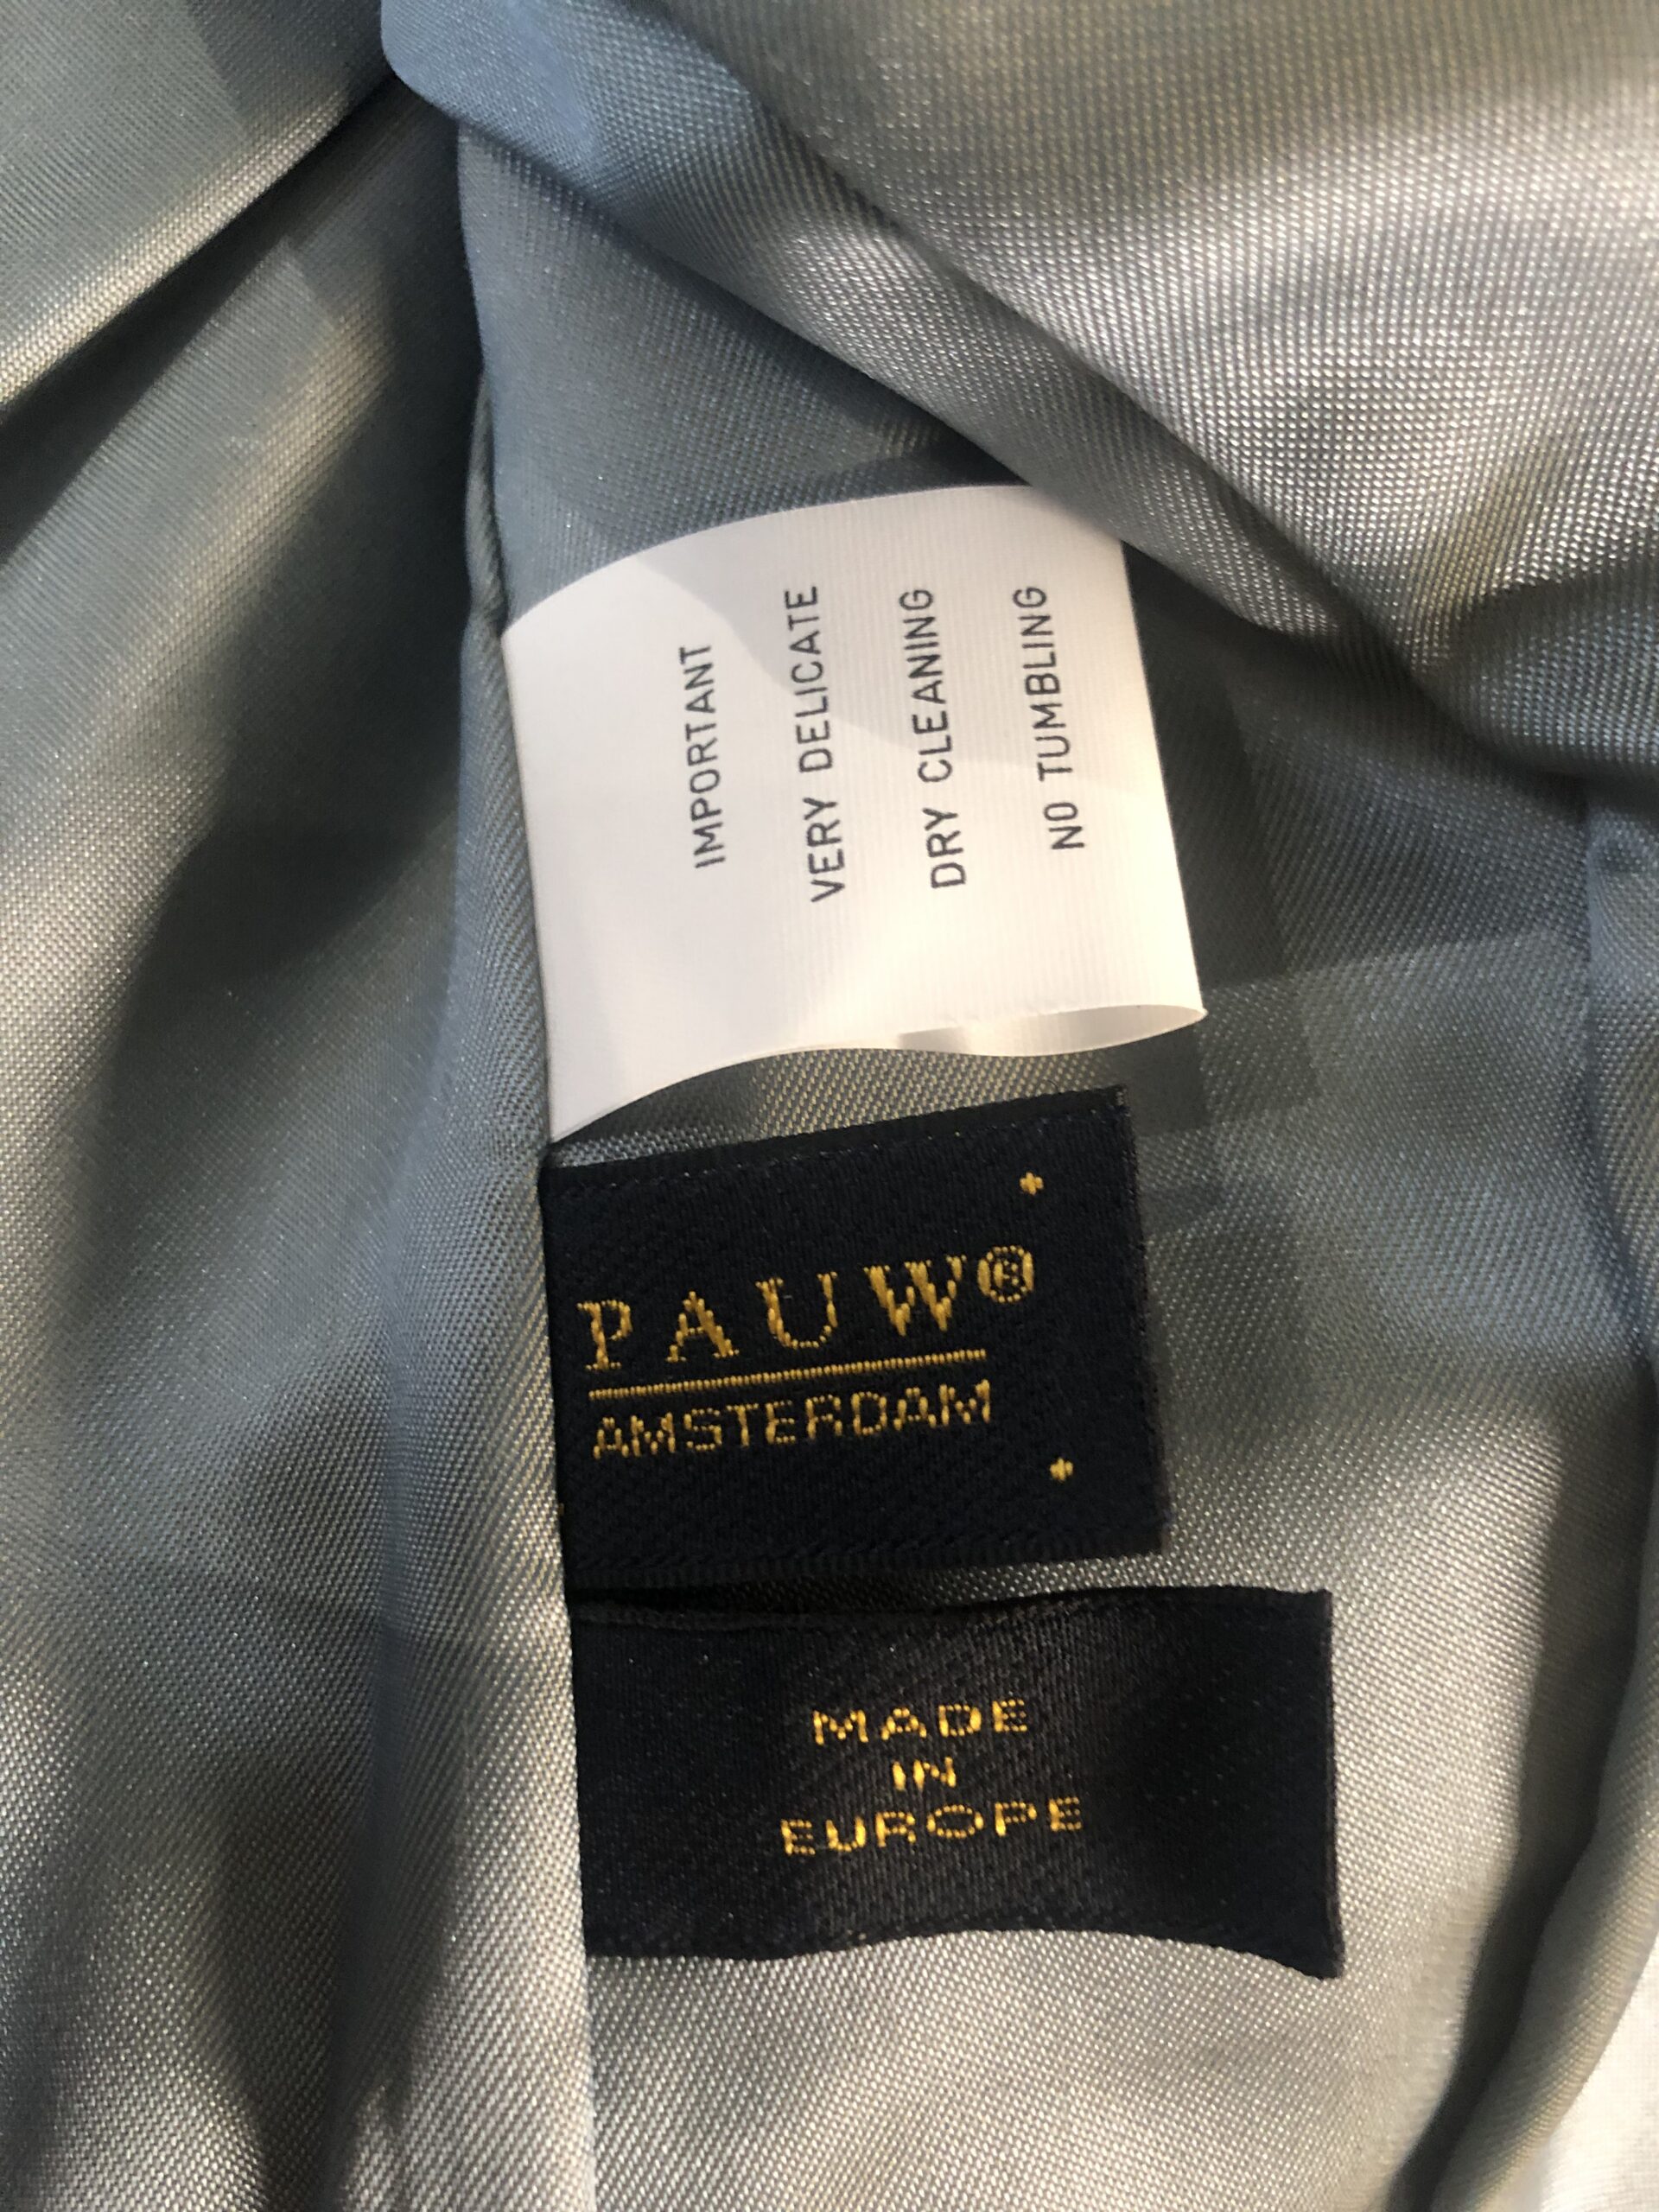 IMPORTANT
VERY DELICATE
DRY CLEANING
NO TUMBLING
PAUW®
AMSTERDAM
MADE
IN
EUROPE